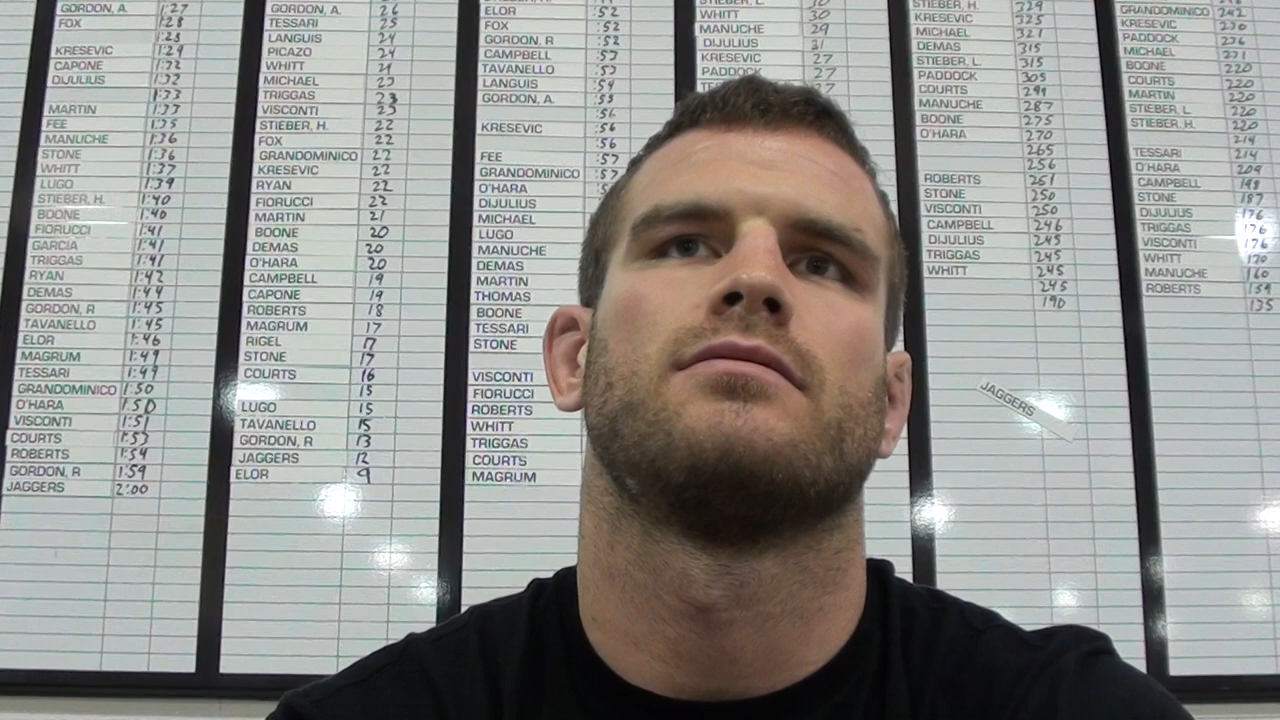 GORDON, A. 1:27
FOX 1:28
1:28
KRESEVIC 1:29
CAPONE 1:32
DIJULIUS 1:32
1:33
MARTIN 1:33
FEE 1:35
MANUCHE 1:36
STONE 1:36
WHITT 1:37
LUGO 1:39
STIEBER, H. 1:40
BOONE 1:40
FIORUCCI 1:41
GARCIA 1:41
TRIGGAS 1:41
RYAN 1:42
DEMAS 1:44
GORDON, R 1:45
TAVANELLO 1:45
ELOR 1:46
MAGRUM 1:49
TESSARI 1:49
GRANDOMINICO 1:50
O'HARA 1:50
VISCONTI 1:51
COURTS 1:53
ROBERTS 1:54
GORDON, R 1:59
JAGGERS 2:00
GORDON, A. 26
TESSARI 25
LANGUIS 24
PICAZO 24
WHITT
MICHAEL 23
TRIGGAS 23
VISCONTI 23
STIEBER, H. 22
FOX 22
GRANDOMINICO 22
KRESEVIC 22
RYAN 22
FIORUCCI 22
MARTIN 21
BOONE 20
DEMAS 20
O'HARA 20
CAMPBELL 19
CAPONE 19
ROBERTS 18
MAGRUM 17
RIGEL 17
STONE 17
COURTS 16
15
LUGO 15
TAVANELLO 15
GORDON, R 13
JAGGERS 12
ELOR 9
ELOR :52
FOX :52
GORDON, R :52
CAMPBELL :53
TAVANELLO :53
LANGUIS :54
GORDON, A. :55
:56
KRESEVIC :56
:56
FEE :57
GRANDOMINICO :57
O'HARA
DIJULIUS
MICHAEL
LUGO
MANUCHE
DEMAS
MARTIN
THOMAS
BOONE
TESSARI
STONE
VISCONTI
FIORUCCI
ROBERTS
WHITT
TRIGGAS
COURTS
MAGRUM
STIEBER, L. 30
WHITT 30
MANUCHE 29
DIJULIUS
KRESEVIC 27
PADDOCK 27
27
STIEBER, H. 329
KRESEVIC 325
MICHAEL 321
DEMAS 315
STIEBER, L. 315
PADDOCK 305
COURTS 299
MANUCHE 287
BOONE 275
O'HARA 270
265
256
ROBERTS 251
STONE 250
VISCONTI 250
CAMPBELL 246
DIJULIUS 245
TRIGGAS 245
WHITT 245
245
190
JAGGERS
GRANDOMINICO 242
KRESEVIC 230
PADDOCK
MICHAEL
BOONE 220
COURTS 220
MARTIN 220
STIEBER, L. 220
STIEBER, H. 220
214
TESSARI 214
O'HARA 209
CAMPBELL 198
STONE 187
DIJULIUS 176
TRIGGAS 176
VISCONTI 176
WHITT 170
MANUCHE 160
ROBERTS 159
135